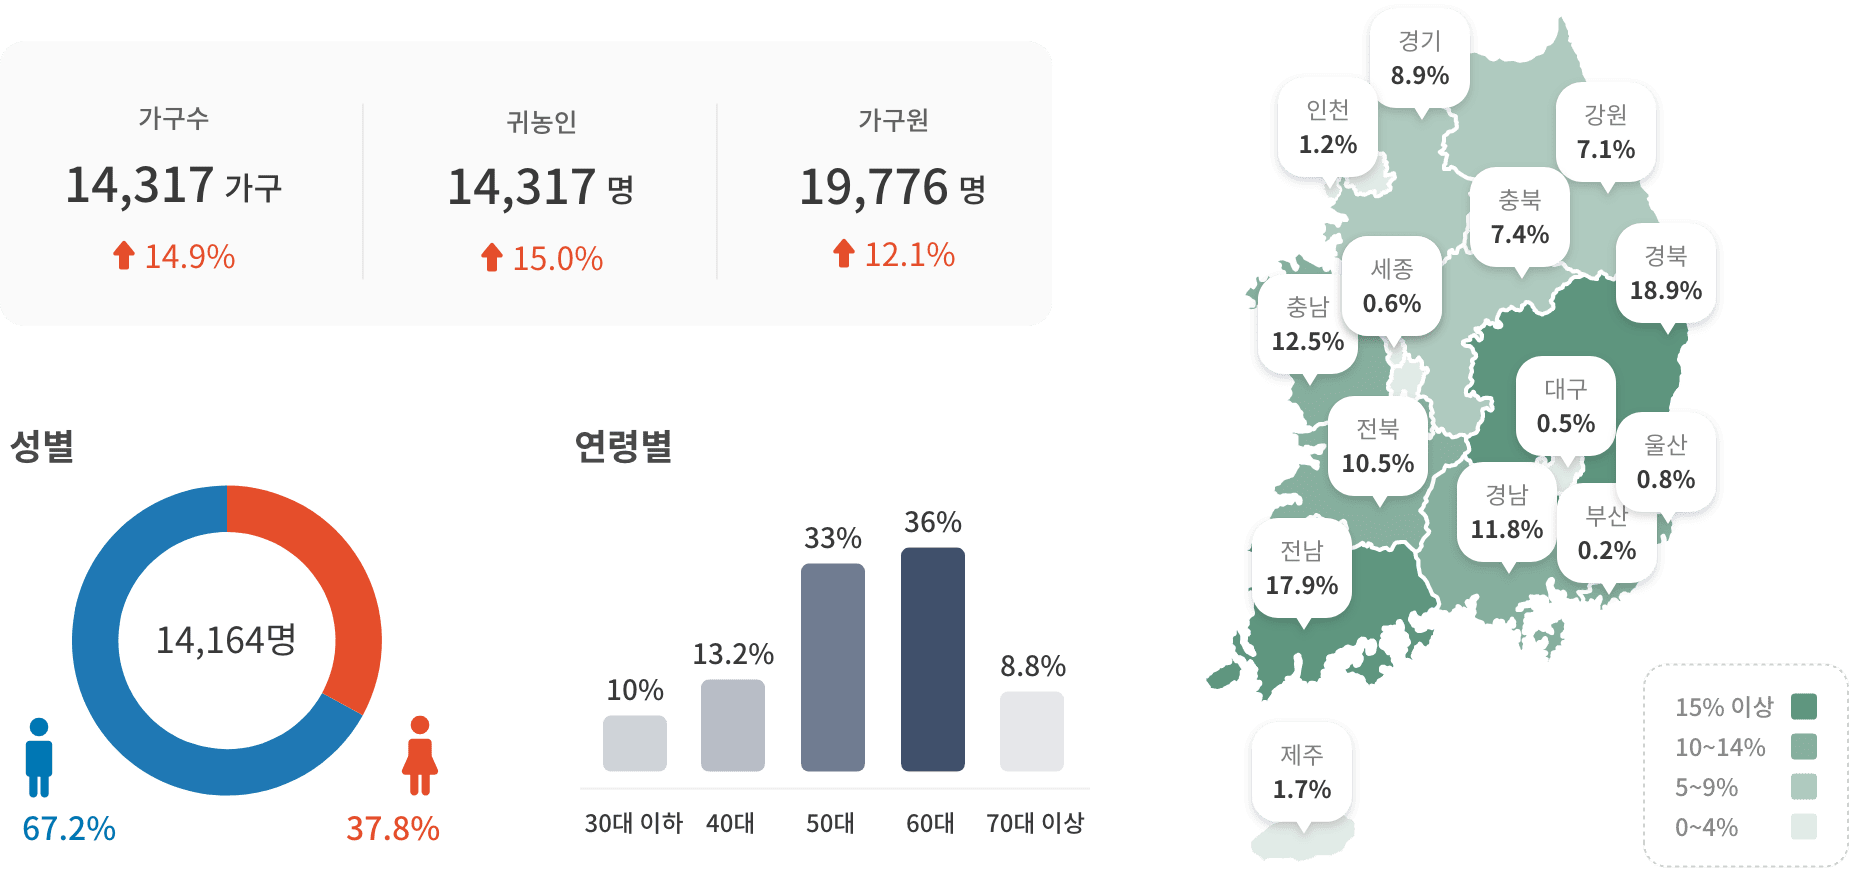 가구수
14,317 가구
14.9%
귀농인
14,317 명
15.0%
가구원
19,776 명
12.1%
성별
14,164명
67.2%
37.8%
연령별
10%
13.2%
33%
36%
8.8%
30대 이하
40대
50대
60대
70대 이상
경기
8.9%
인천
1.2%
강원
7.1%
충북
7.4%
경북
18.9%
세종
0.6%
충남
12.5%
대구
0.5%
전북
10.5%
울산
0.8%
경남
11.8%
부산
0.2%
전남
17.9%
제주
1.7%
15% 이상
10~14%
5~9%
0~4%